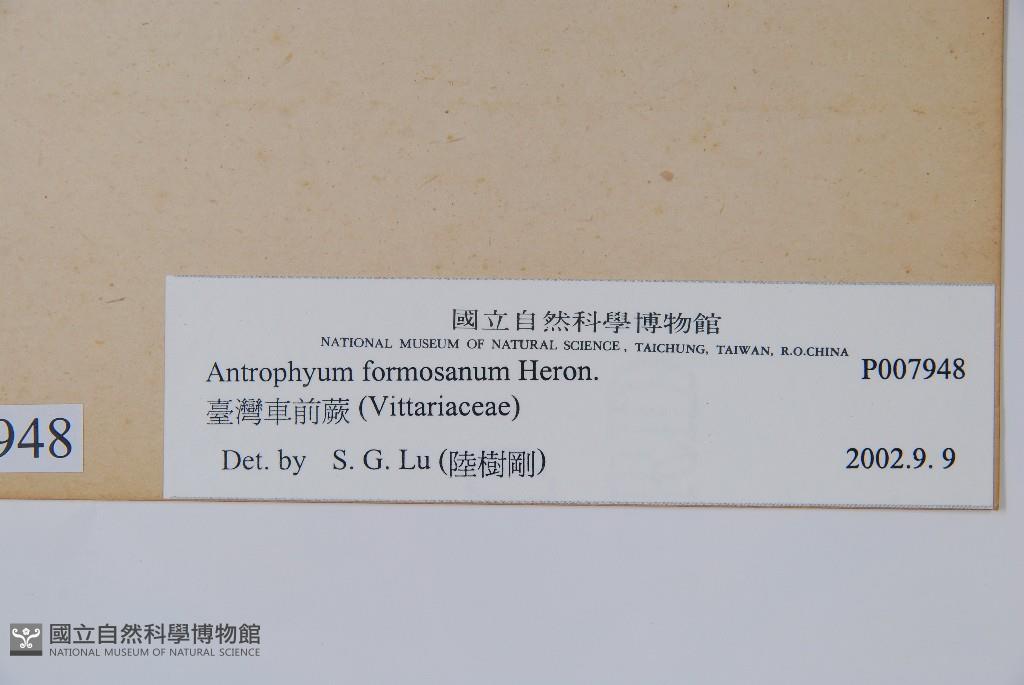 國立自然科學博物館
NATIONAL MUSEUM OF NATURAL SCIENCE, TAICHUNG, TAIWAN, R.O.CHINA
Antrophyum formosanum Heron. P007948
臺灣車前蕨 (Vittariaceae)
Det. by S. G. Lu (陸樹剛) 2002.9. 9
948
國立自然科學博物館
NATIONAL MUSEUM OF NATURAL SCIENCE